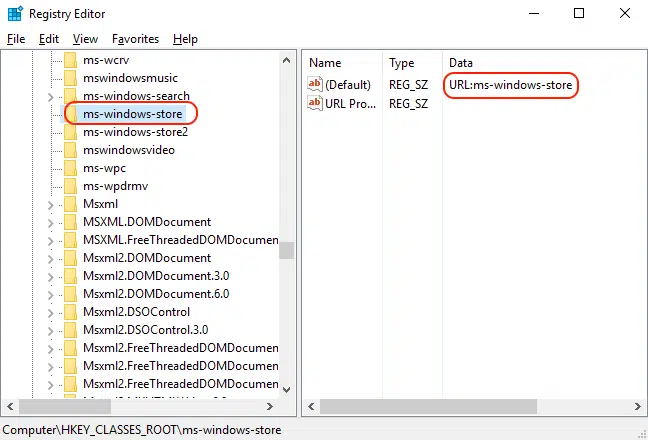 Registry Editor
File Edit View Favorites Help
ms-wcrv
mswindowsmusic
ms-windows-search
ms-windows-store
ms-windows-store2
mswindowsvideo
ms-wpc
ms-wpdrmv
Msxml
MSXML.DOMDocument
MSXML.FreeThreadedDOMDocumen
Msxml2.DOMDocument
Msxml2.DOMDocument.3.0
Msxml2.DOMDocument.6.0
Msxml2.DSOControl
Msxml2.DSOControl.3.0
Msxml2.FreeThreadedDOMDocumen
Msxml2.FreeThreadedDOMDocumen
Msxml2.FreeThreadedDOMDocumen
Name Type Data
ab (Default) REG_SZ URL:ms-windows-store
ab URL Pro... REG_SZ
Computer\HKEY_CLASSES_ROOT\ms-windows-store